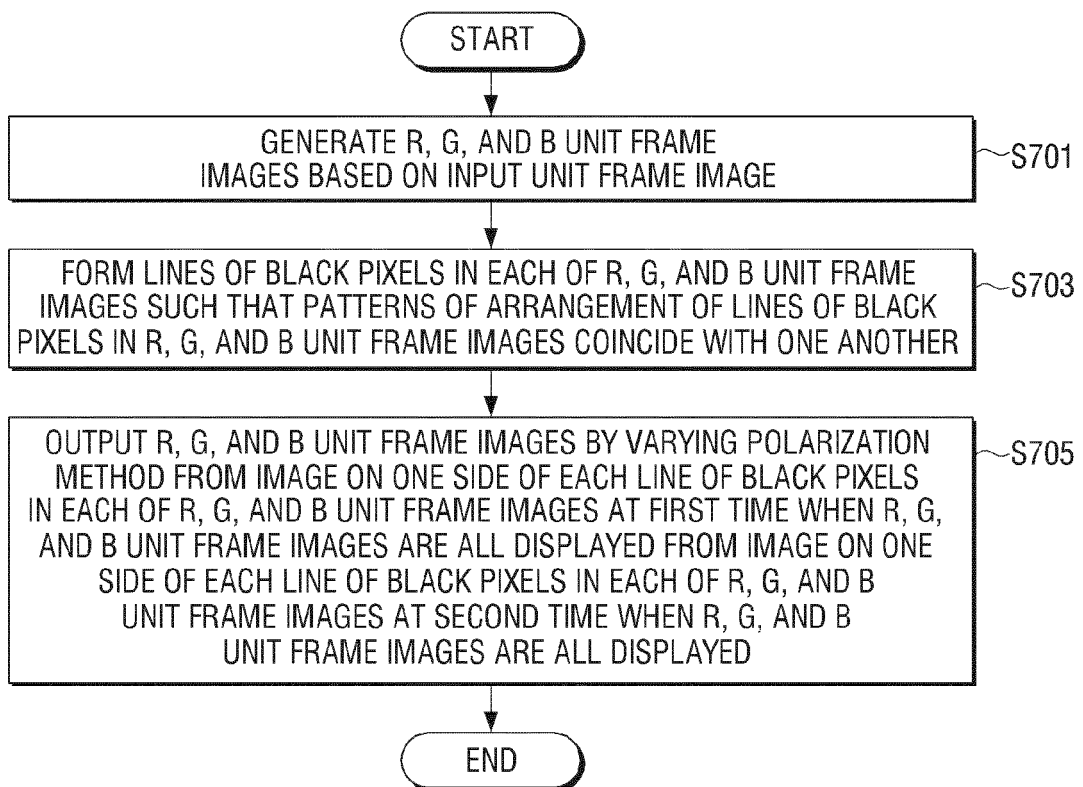 START
GENERATE R, G, AND B UNIT FRAME
IMAGES BASED ON INPUT UNIT FRAME IMAGE
S701
FORM LINES OF BLACK PIXELS IN EACH OF R, G, AND B UNIT FRAME
IMAGES SUCH THAT PATTERNS OF ARRANGEMENT OF LINES OF BLACK
PIXELS IN R, G, AND B UNIT FRAME IMAGES COINCIDE WITH ONE ANOTHER
S703
OUTPUT R, G, AND B UNIT FRAME IMAGES BY VARYING POLARIZATION
METHOD FROM IMAGE ON ONE SIDE OF EACH LINE OF BLACK PIXELS
IN EACH OF R, G, AND B UNIT FRAME IMAGES AT FIRST TIME WHEN R, G,
AND B UNIT FRAME IMAGES ARE ALL DISPLAYED FROM IMAGE ON ONE
SIDE OF EACH LINE OF BLACK PIXELS IN EACH OF R, G, AND B
UNIT FRAME IMAGES AT SECOND TIME WHEN R, G, AND B
UNIT FRAME IMAGES ARE ALL DISPLAYED
S705
END